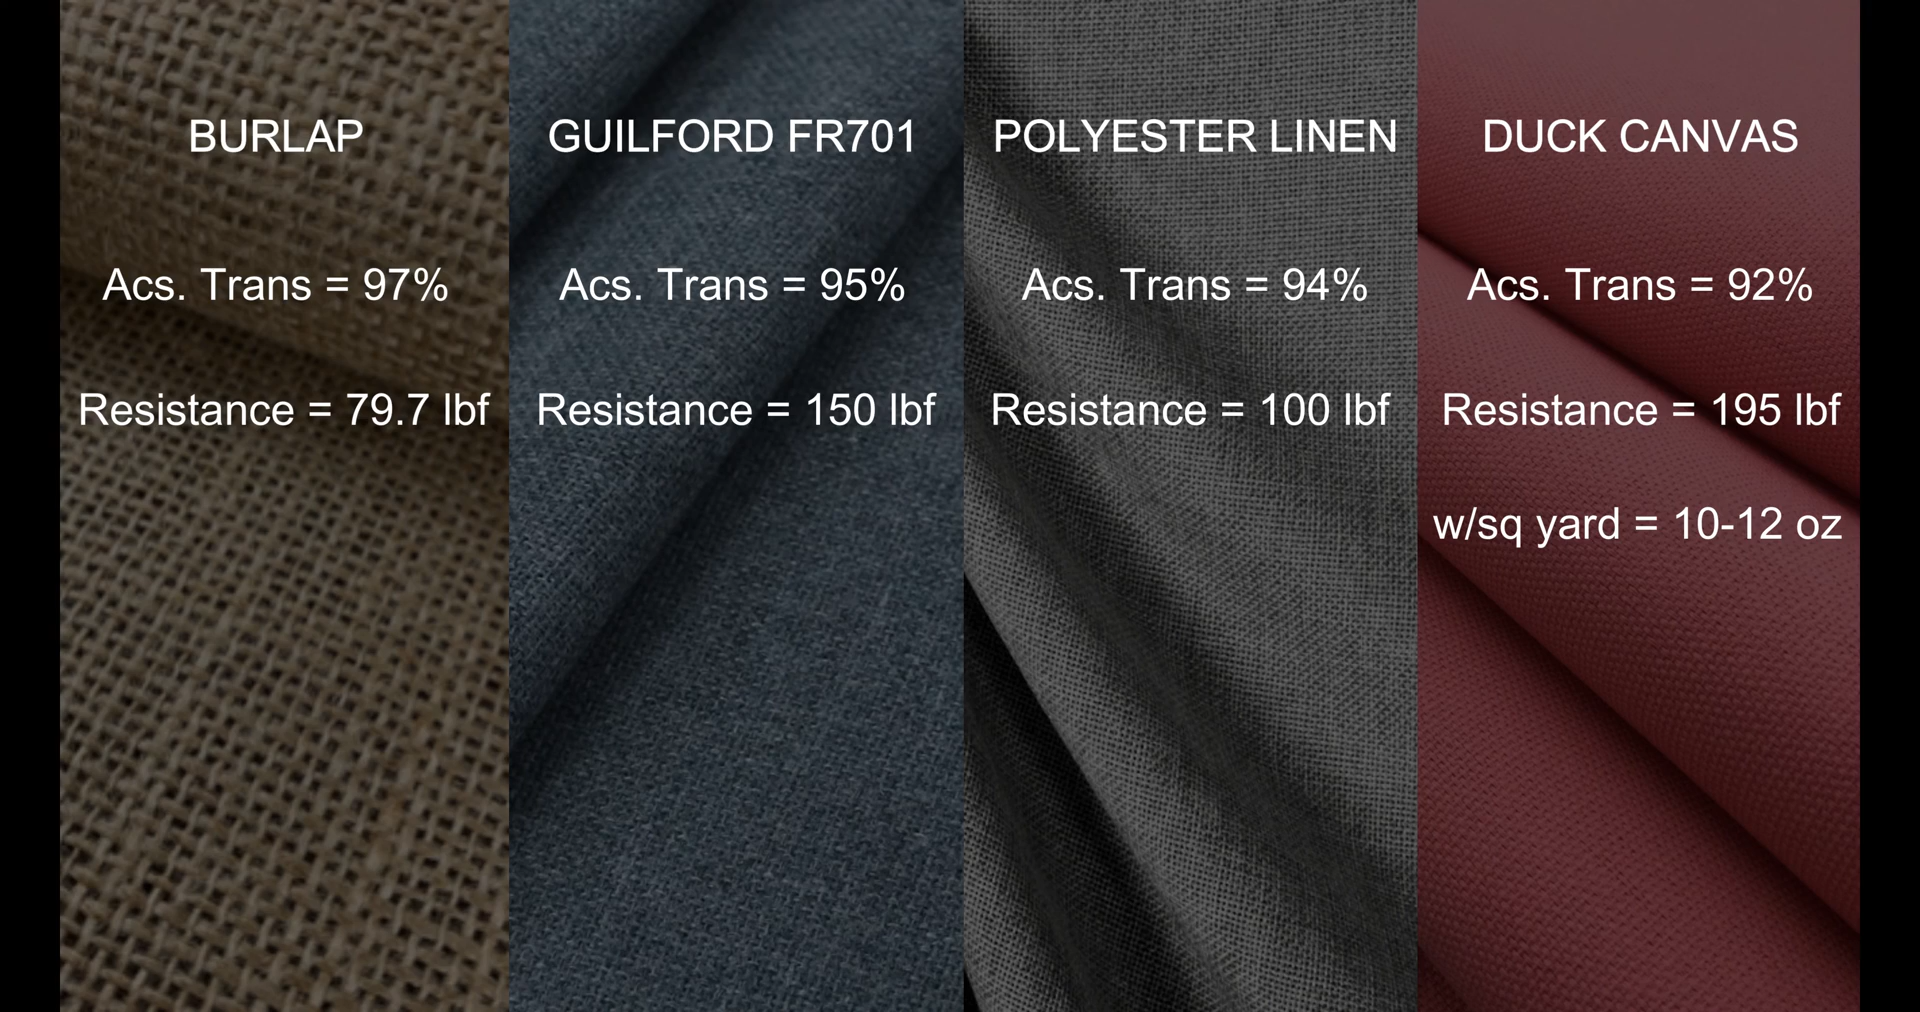 BURLAP
Acs. Trans = 97%
Resistance = 79.7 lbf
GUILFORD FR701
Acs. Trans = 95%
Resistance = 150 lbf
POLYESTER LINEN
Acs. Trans = 94%
Resistance = 100 lbf
DUCK CANVAS
Acs. Trans = 92%
Resistance = 195 lbf
w/sq yard = 10-12 oz